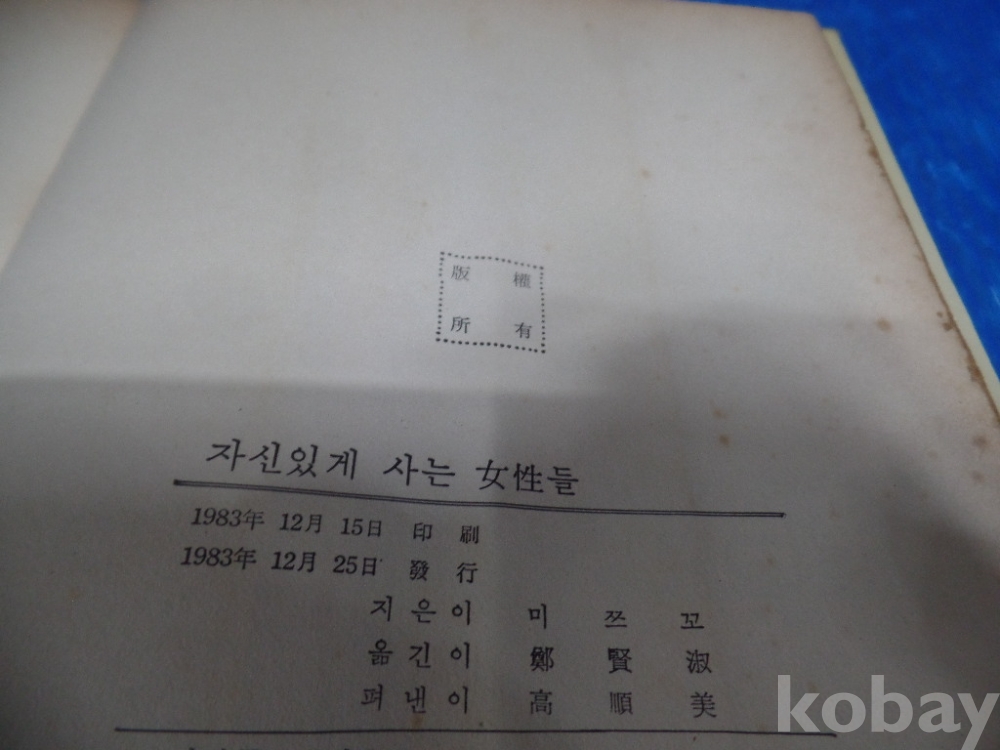 版 權
所 有
자신있게 사는 女性들
1983年 12月 15日 印 刷
1983年 12月 25日 發 行
지은이 미 쯔 꼬
옮긴이 鄭 賢 淑
펴낸이 高 順 美
kobay